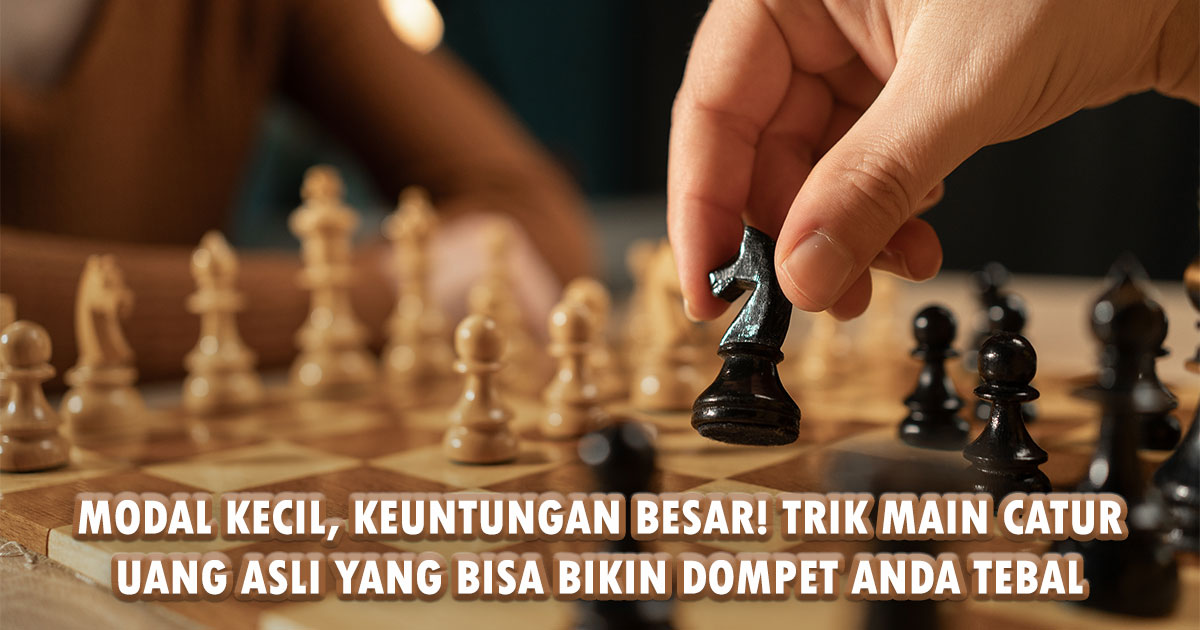 MODAL KECIL, KEUNTUNGAN BESAR! TRIK MAIN CATUR
UANG ASLI YANG BISA BIKIN DOMPET ANDA TEBAL